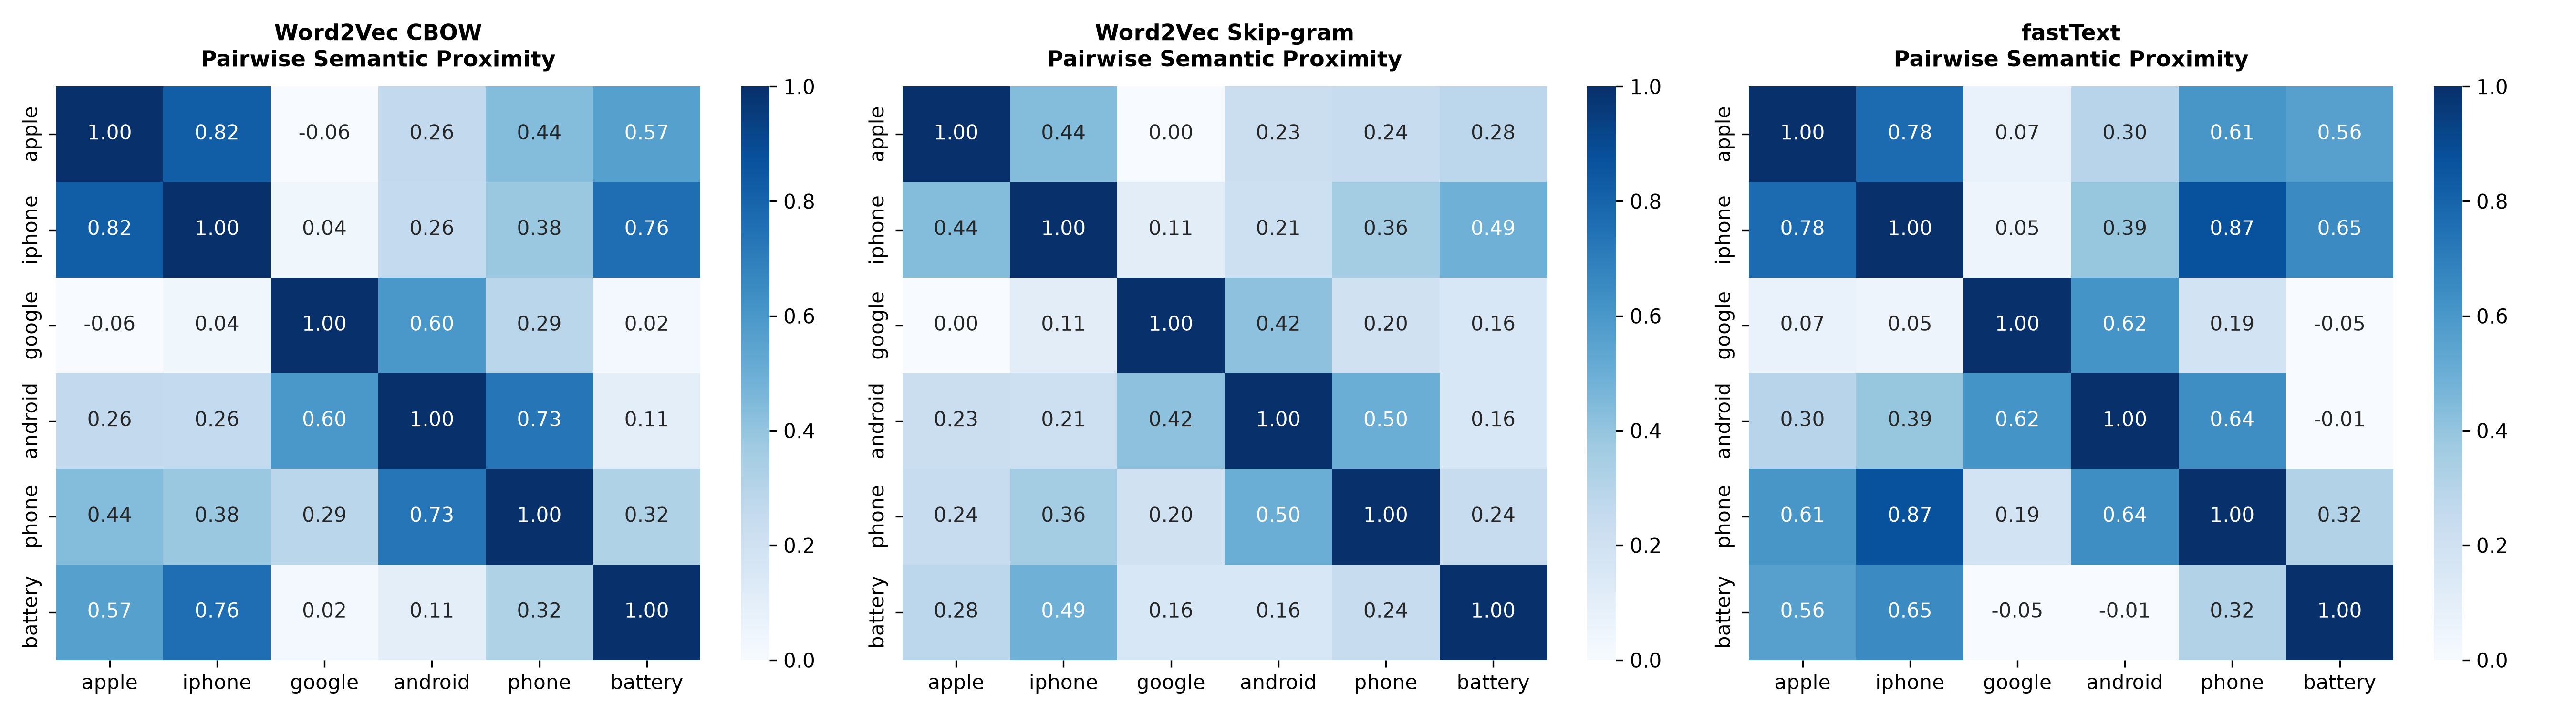 Word2Vec CBOW
Pairwise Semantic Proximity
apple 1.00 0.82 -0.06 0.26 0.44 0.57
iphone 0.82 1.00 0.04 0.26 0.38 0.76
google -0.06 0.04 1.00 0.60 0.29 0.02
android 0.26 0.26 0.60 1.00 0.73 0.11
phone 0.44 0.38 0.29 0.73 1.00 0.32
battery 0.57 0.76 0.02 0.11 0.32 1.00
apple iphone google android phone battery
1.0
0.8
0.6
0.4
0.2
0.0
Word2Vec Skip-gram
Pairwise Semantic Proximity
apple 1.00 0.44 0.00 0.23 0.24 0.28
iphone 0.44 1.00 0.11 0.21 0.36 0.49
google 0.00 0.11 1.00 0.42 0.20 0.16
android 0.23 0.21 0.42 1.00 0.50 0.16
phone 0.24 0.36 0.20 0.50 1.00 0.24
battery 0.28 0.49 0.16 0.16 0.24 1.00
apple iphone google android phone battery
1.0
0.8
0.6
0.4
0.2
0.0
fastText
Pairwise Semantic Proximity
apple 1.00 0.78 0.07 0.30 0.61 0.56
iphone 0.78 1.00 0.05 0.39 0.87 0.65
google 0.07 0.05 1.00 0.62 0.19 -0.05
android 0.30 0.39 0.62 1.00 0.64 -0.01
phone 0.61 0.87 0.19 0.64 1.00 0.32
battery 0.56 0.65 -0.05 -0.01 0.32 1.00
apple iphone google android phone battery
1.0
0.8
0.6
0.4
0.2
0.0